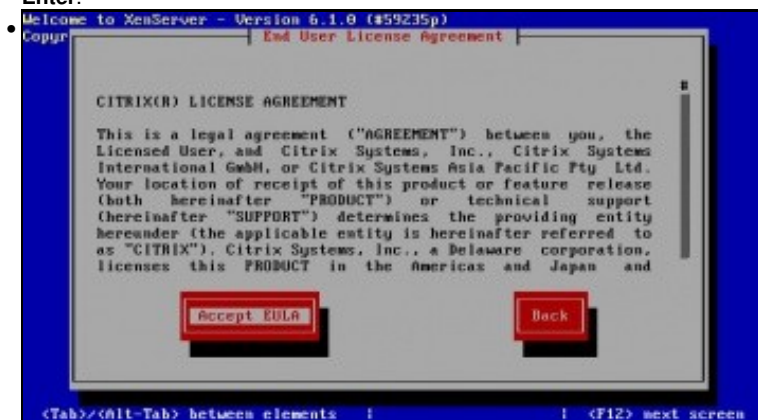 Enter.
Welcome to XenServer - Version 6.1.0 (#59235p)
Copyr
End User License Agreement
CITRIX(R) LICENSE AGREEMENT
This is a legal agreement ("AGREEMENT") between you, the
Licensed User, and Citrix Systems, Inc., Citrix Systems
International GmbH, or Citrix Systems Asia Pacific Pty Ltd.
Your location of receipt of this product or feature release
(both hereinafter "PRODUCT") or technical support
(hereinafter "SUPPORT") determines the providing entity
hereunder (the applicable entity is hereinafter referred to
as "CITRIX"). Citrix Systems, Inc., a Delaware corporation,
licenses this PRODUCT in the Americas and Japan and
Accept EULA
Back
<Tab>/<Alt-Tab> between elements | | <F12> next screen